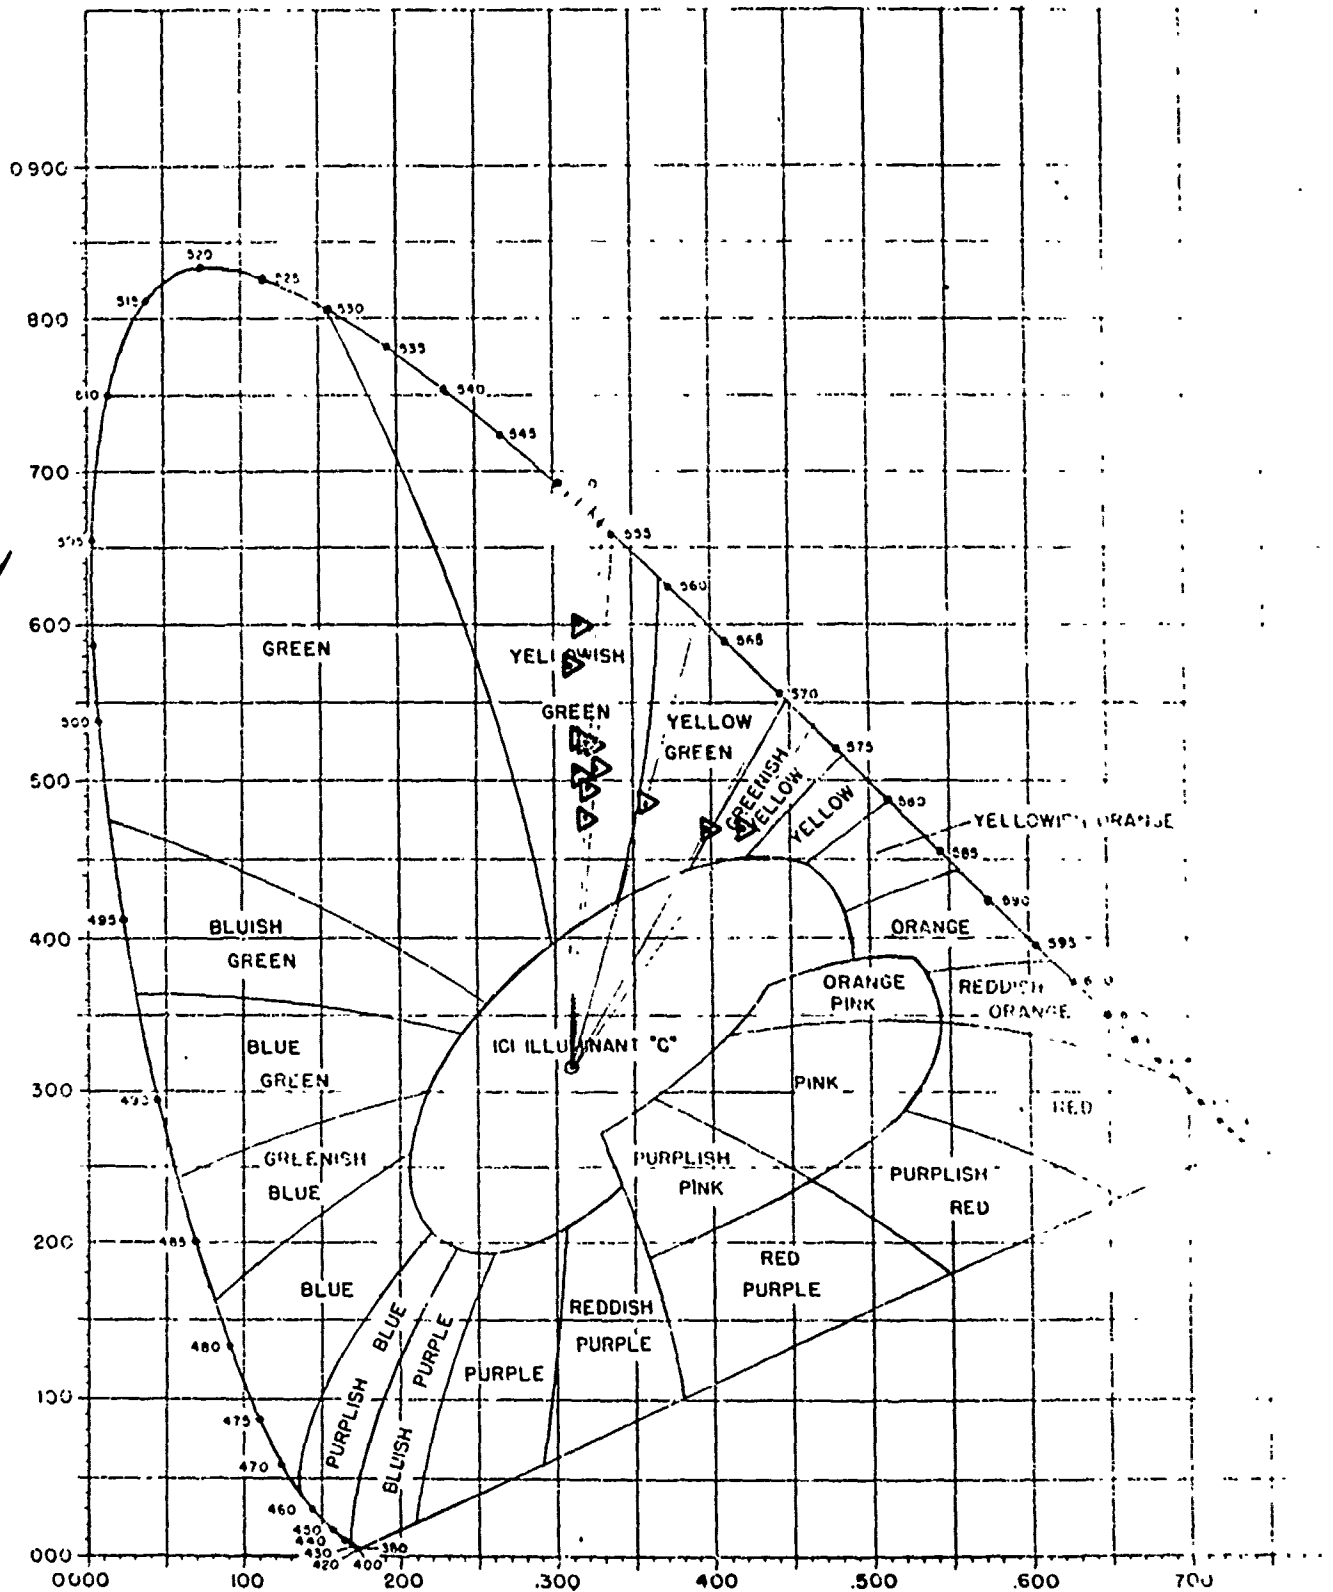 0 900
520
525
515
530
800
535
540
510
545
700
555
560
600
565
GREEN
YELLOWISH
GREEN
570
YELLOW
GREEN
575
GREENISH
YELLOW
YELLOW
500
500
580
YELLOWISH ORANGE
585
590
495
BLUISH
GREEN
400
ORANGE
595
ORANGE
PINK
REDDISH
ORANGE
BLUE
GREEN
ICI ILLUMINANT "C"
PINK
300
RED
GREENISH
BLUE
PURPLISH
PINK
PURPLISH
RED
200
485
BLUE
RED
PURPLE
REDDISH
PURPLE
480
PURPLISH BLUE
BLUISH PURPLE
PURPLE
100
475
470
460
450
440
430
420
400
380
000
0000
100
.200
.300
.400
.500
.600
.700